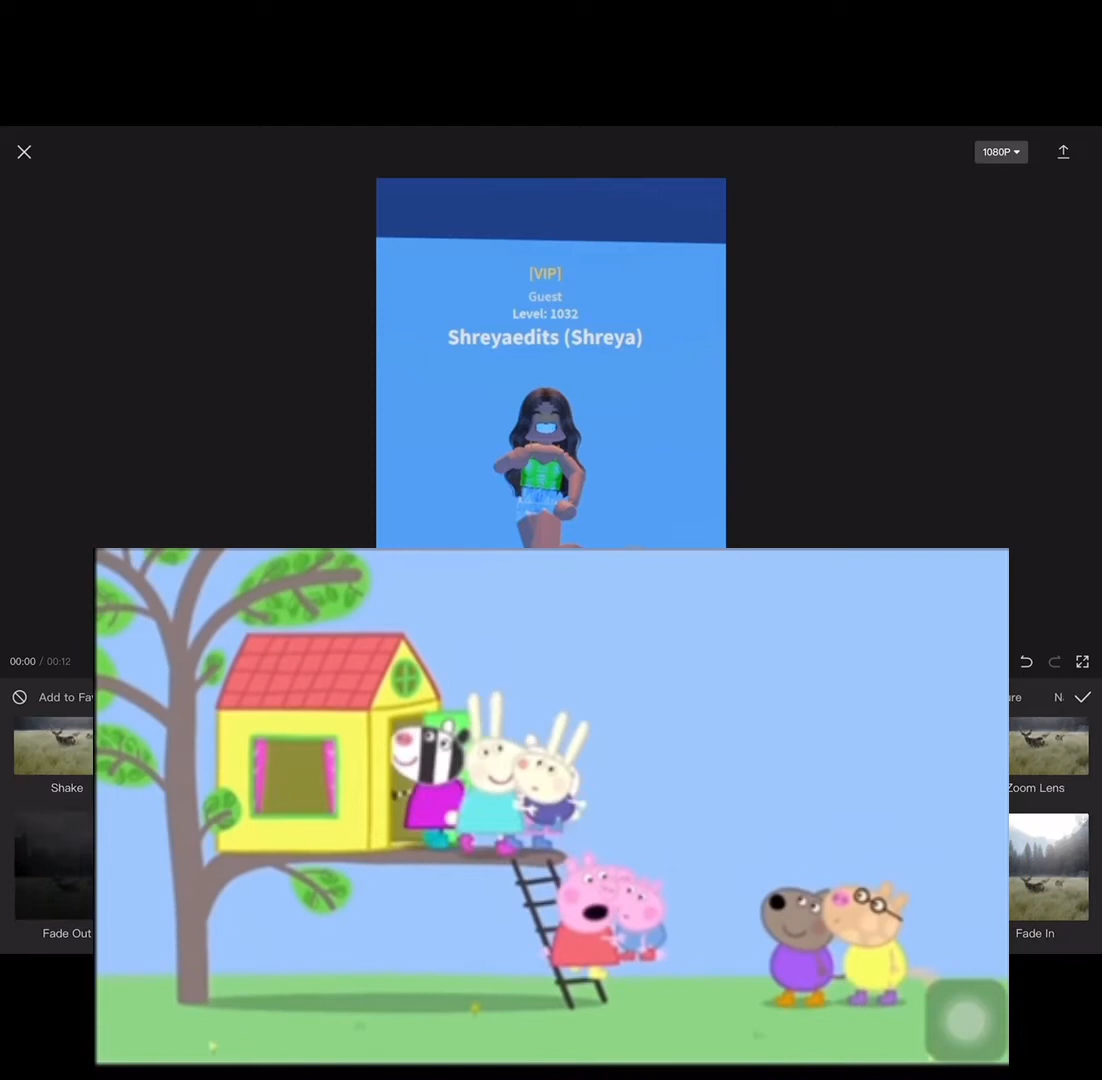 1080P
[VIP]
Guest
Level: 1032
Shreyaedits (Shreya)
00:00 / 00:12
Add to Fa
N
Shake
Zoom Lens
Fade Out
Fade In